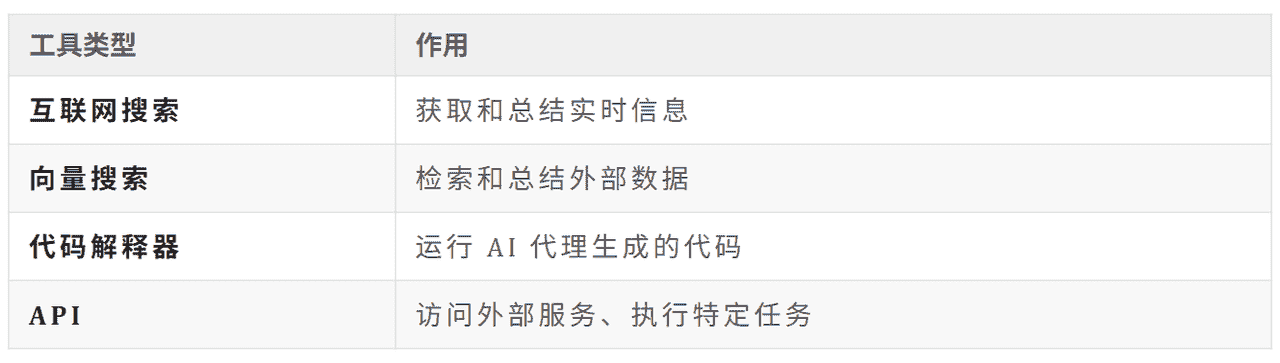 工具类型 作用
互联网搜索 获取和总结实时信息
向量搜索 检索和总结外部数据
代码解释器 运行 AI 代理生成的代码
API 访问外部服务、执行特定任务